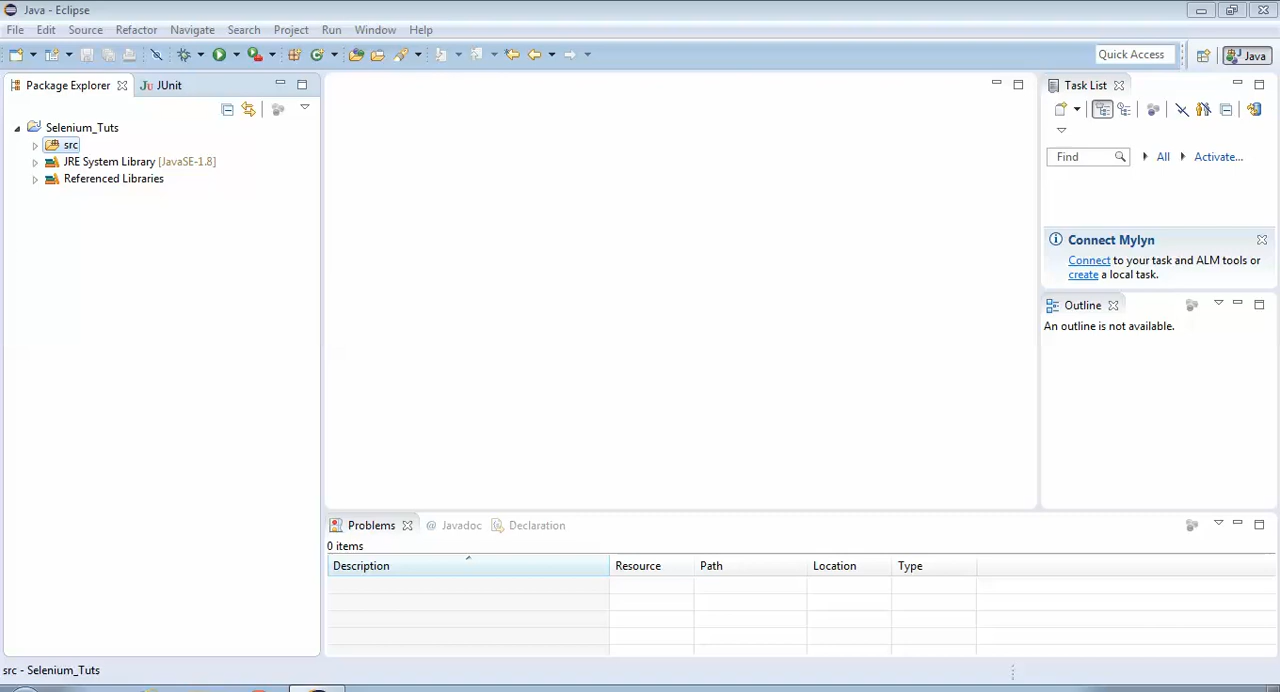 Java - Eclipse
File Edit Source Refactor Navigate Search Project Run Window Help
Quick Access
Java
Package Explorer
Ju JUnit
Selenium_Tuts
src
JRE System Library [JavaSE-1.8]
Referenced Libraries
Task List
Find
All
Activate...
Connect Mylyn
Connect to your task and ALM tools or
create a local task.
Outline
An outline is not available.
Problems @ Javadoc Declaration
0 items
Description Resource Path Location Type
src - Selenium_Tuts